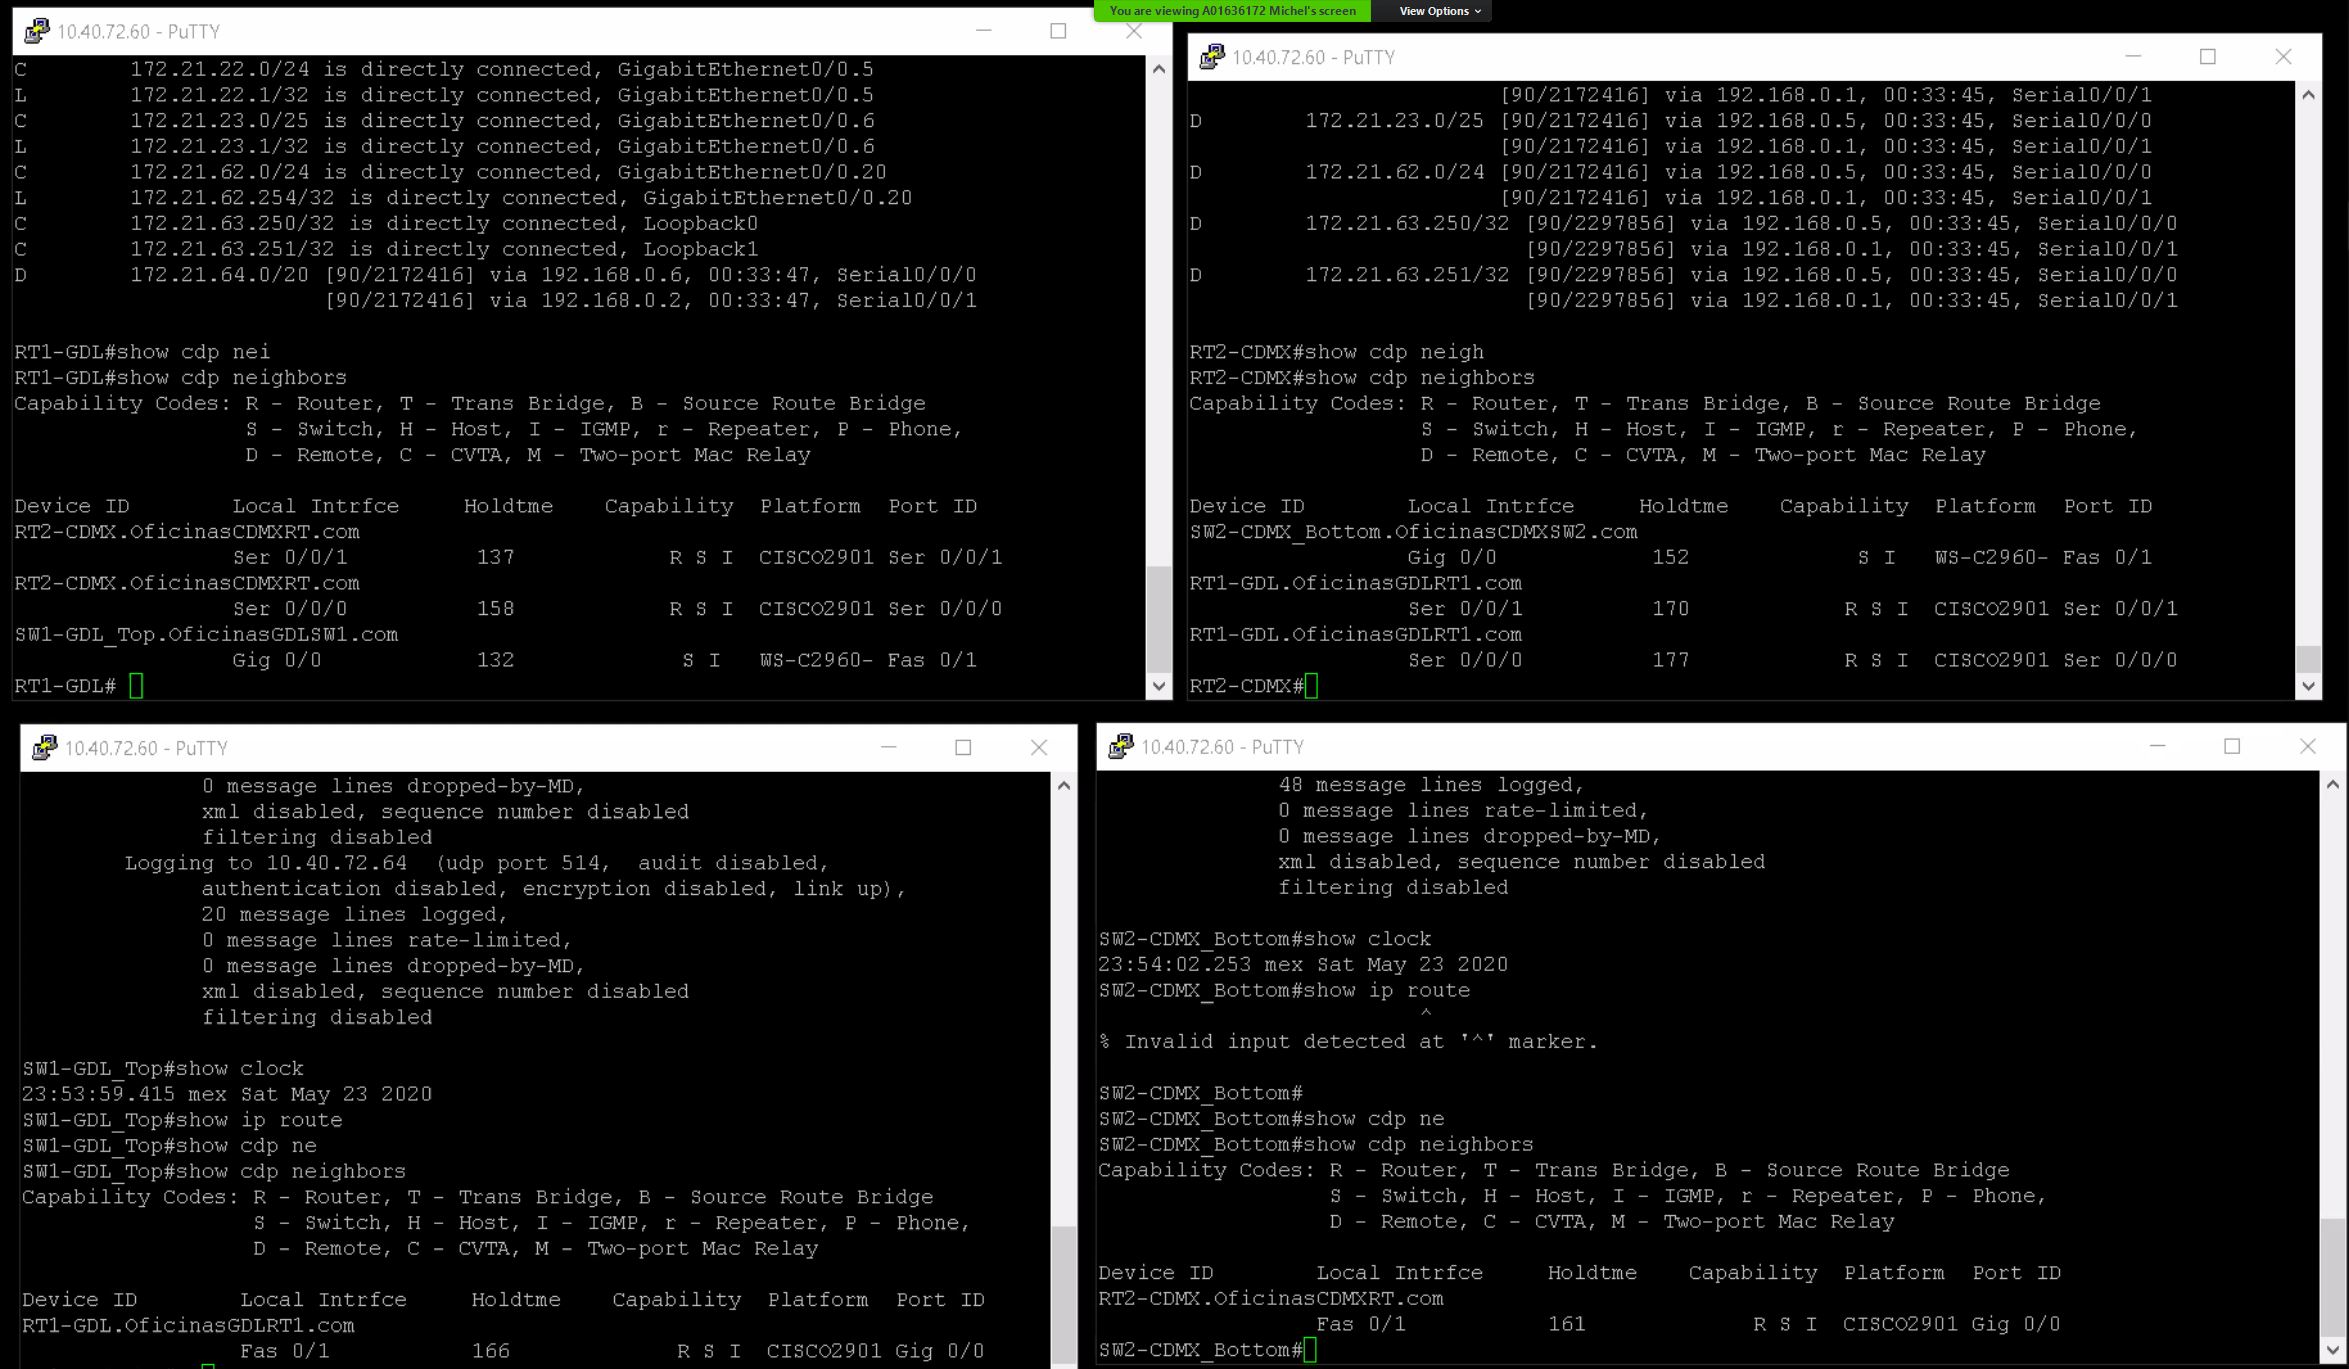 You are viewing A01636172 Michel's screen
View Options
10.40.72.60 - PuTTY
C 172.21.22.0/24 is directly connected, GigabitEthernet0/0.5
L 172.21.22.1/32 is directly connected, GigabitEthernet0/0.5
C 172.21.23.0/25 is directly connected, GigabitEthernet0/0.6
L 172.21.23.1/32 is directly connected, GigabitEthernet0/0.6
C 172.21.62.0/24 is directly connected, GigabitEthernet0/0.20
L 172.21.62.254/32 is directly connected, GigabitEthernet0/0.20
C 172.21.63.250/32 is directly connected, Loopback0
C 172.21.63.251/32 is directly connected, Loopback1
D 172.21.64.0/20 [90/2172416] via 192.168.0.6, 00:33:47, Serial0/0/0
[90/2172416] via 192.168.0.2, 00:33:47, Serial0/0/1
RT1-GDL#show cdp nei
RT1-GDL#show cdp neighbors
Capability Codes: R - Router, T - Trans Bridge, B - Source Route Bridge
S - Switch, H - Host, I - IGMP, r - Repeater, P - Phone,
D - Remote, C - CVTA, M - Two-port Mac Relay
Device ID Local Intrfce Holdtme Capability Platform Port ID
RT2-CDMX.OficinasCDMXRT.com
Ser 0/0/1 137 R S I CISCO2901 Ser 0/0/1
RT2-CDMX.OficinasCDMXRT.com
Ser 0/0/0 158 R S I CISCO2901 Ser 0/0/0
SW1-GDL_Top.OficinasGDLSW1.com
Gig 0/0 132 S I WS-C2960- Fas 0/1
RT1-GDL#
10.40.72.60 - PuTTY
[90/2172416] via 192.168.0.1, 00:33:45, Serial0/0/1
D 172.21.23.0/25 [90/2172416] via 192.168.0.5, 00:33:45, Serial0/0/0
[90/2172416] via 192.168.0.1, 00:33:45, Serial0/0/1
D 172.21.62.0/24 [90/2172416] via 192.168.0.5, 00:33:45, Serial0/0/0
[90/2172416] via 192.168.0.1, 00:33:45, Serial0/0/1
D 172.21.63.250/32 [90/2297856] via 192.168.0.5, 00:33:45, Serial0/0/0
[90/2297856] via 192.168.0.1, 00:33:45, Serial0/0/1
D 172.21.63.251/32 [90/2297856] via 192.168.0.5, 00:33:45, Serial0/0/0
[90/2297856] via 192.168.0.1, 00:33:45, Serial0/0/1
RT2-CDMX#show cdp neigh
RT2-CDMX#show cdp neighbors
Capability Codes: R - Router, T - Trans Bridge, B - Source Route Bridge
S - Switch, H - Host, I - IGMP, r - Repeater, P - Phone,
D - Remote, C - CVTA, M - Two-port Mac Relay
Device ID Local Intrfce Holdtme Capability Platform Port ID
SW2-CDMX_Bottom.OficinasCDMXSW2.com
Gig 0/0 152 S I WS-C2960- Fas 0/1
RT1-GDL.OficinasGDLRT1.com
Ser 0/0/1 170 R S I CISCO2901 Ser 0/0/1
RT1-GDL.OficinasGDLRT1.com
Ser 0/0/0 177 R S I CISCO2901 Ser 0/0/0
RT2-CDMX#
10.40.72.60 - PuTTY
0 message lines dropped-by-MD,
xml disabled, sequence number disabled
filtering disabled
Logging to 10.40.72.64 (udp port 514, audit disabled,
authentication disabled, encryption disabled, link up),
20 message lines logged,
0 message lines rate-limited,
0 message lines dropped-by-MD,
xml disabled, sequence number disabled
filtering disabled
SW1-GDL_Top#show clock
23:53:59.415 mex Sat May 23 2020
SW1-GDL_Top#show ip route
SW1-GDL_Top#show cdp ne
SW1-GDL_Top#show cdp neighbors
Capability Codes: R - Router, T - Trans Bridge, B - Source Route Bridge
S - Switch, H - Host, I - IGMP, r - Repeater, P - Phone,
D - Remote, C - CVTA, M - Two-port Mac Relay
Device ID Local Intrfce Holdtme Capability Platform Port ID
RT1-GDL.OficinasGDLRT1.com
Fas 0/1 166 R S I CISCO2901 Gig 0/0
10.40.72.60 - PuTTY
48 message lines logged,
0 message lines rate-limited,
0 message lines dropped-by-MD,
xml disabled, sequence number disabled
filtering disabled
SW2-CDMX_Bottom#show clock
23:54:02.253 mex Sat May 23 2020
SW2-CDMX_Bottom#show ip route
^
% Invalid input detected at '^' marker.
SW2-CDMX_Bottom#
SW2-CDMX_Bottom#show cdp ne
SW2-CDMX_Bottom#show cdp neighbors
Capability Codes: R - Router, T - Trans Bridge, B - Source Route Bridge
S - Switch, H - Host, I - IGMP, r - Repeater, P - Phone,
D - Remote, C - CVTA, M - Two-port Mac Relay
Device ID Local Intrfce Holdtme Capability Platform Port ID
RT2-CDMX.OficinasCDMXRT.com
Fas 0/1 161 R S I CISCO2901 Gig 0/0
SW2-CDMX_Bottom#